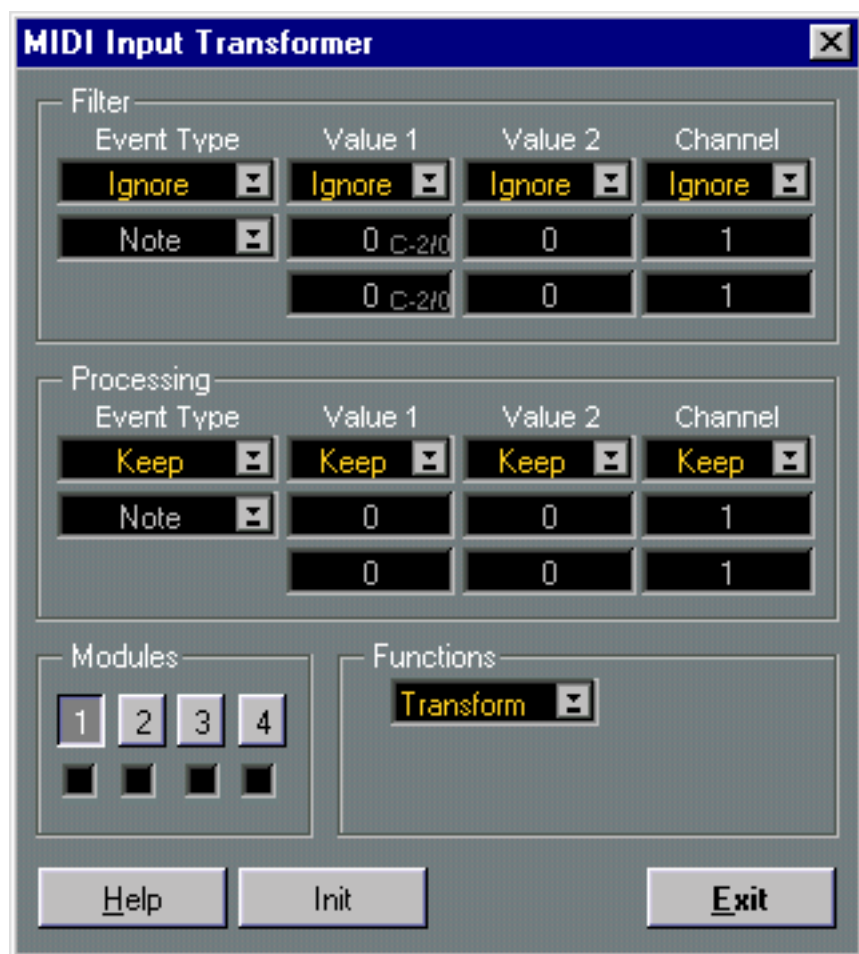 MIDI Input Transformer
Filter
Event Type Value 1 Value 2 Channel
Ignore Ignore Ignore Ignore
Note 0 C-2/0 0 1
0 C-2/0 0 1
Processing
Event Type Value 1 Value 2 Channel
Keep Keep Keep Keep
Note 0 0 1
0 0 1
Modules Functions
Transform
1 2 3 4
Help Init Exit